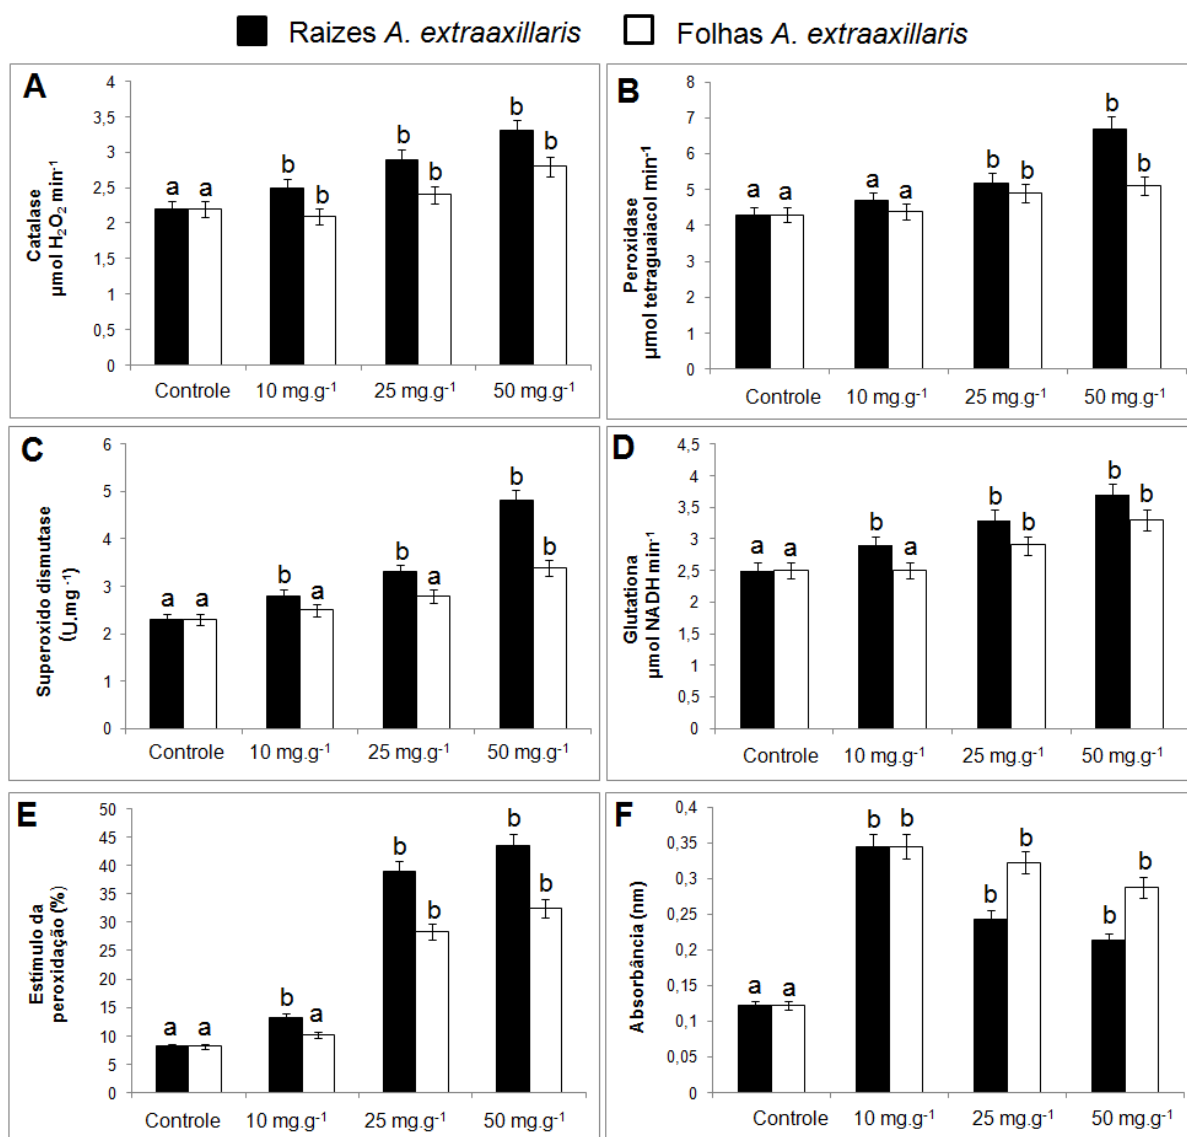 Raizes A. extraaxillaris Folhas A. extraaxillaris
A
Catalase
µmol H₂O₂ min⁻¹
4
3,5
3
2,5
2
1,5
1
0,5
0
a a b b b b b b
Controle 10 mg.g⁻¹ 25 mg.g⁻¹ 50 mg.g⁻¹
B
Peroxidase
µmol tetraguaiacol min⁻¹
8
7
6
5
4
3
2
1
0
a a a a b b b b
Controle 10 mg.g⁻¹ 25 mg.g⁻¹ 50 mg.g⁻¹
C
Superoxido dismutase
(U.mg⁻¹)
6
5
4
3
2
1
0
a a b a b a b b
Controle 10 mg.g⁻¹ 25 mg.g⁻¹ 50 mg.g⁻¹
D
Glutationa
µmol NADH min⁻¹
4,5
4
3,5
3
2,5
2
1,5
1
0,5
0
a a b a b b b b
Controle 10 mg.g⁻¹ 25 mg.g⁻¹ 50 mg.g⁻¹
E
Estímulo da
peroxidação (%)
50
45
40
35
30
25
20
15
10
5
0
a a b a b b b b
Controle 10 mg.g⁻¹ 25 mg.g⁻¹ 50 mg.g⁻¹
F
Absorbância (nm)
0,4
0,35
0,3
0,25
0,2
0,15
0,1
0,05
0
a a b b b b b b
Controle 10 mg.g⁻¹ 25 mg.g⁻¹ 50 mg.g⁻¹